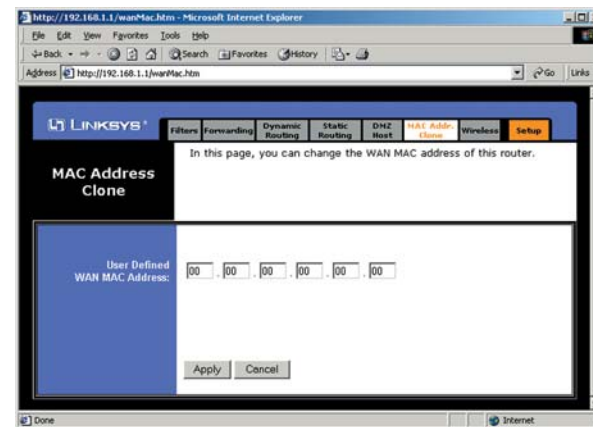 http://192.168.1.1/wanMac.htm - Microsoft Internet Explorer
File Edit View Favorites Tools Help
Back Search Favorites History
Address http://192.168.1.1/wanMac.htm Go Links
LINKSYS® Filters Forwarding Dynamic Routing Static Routing DMZ Host MAC Addr. Clone Wireless Setup
MAC Address Clone
In this page, you can change the WAN MAC address of this router.
User Defined
WAN MAC Address: 00 . 00 . 00 . 00 . 00 . 00
Apply Cancel
Done Internet